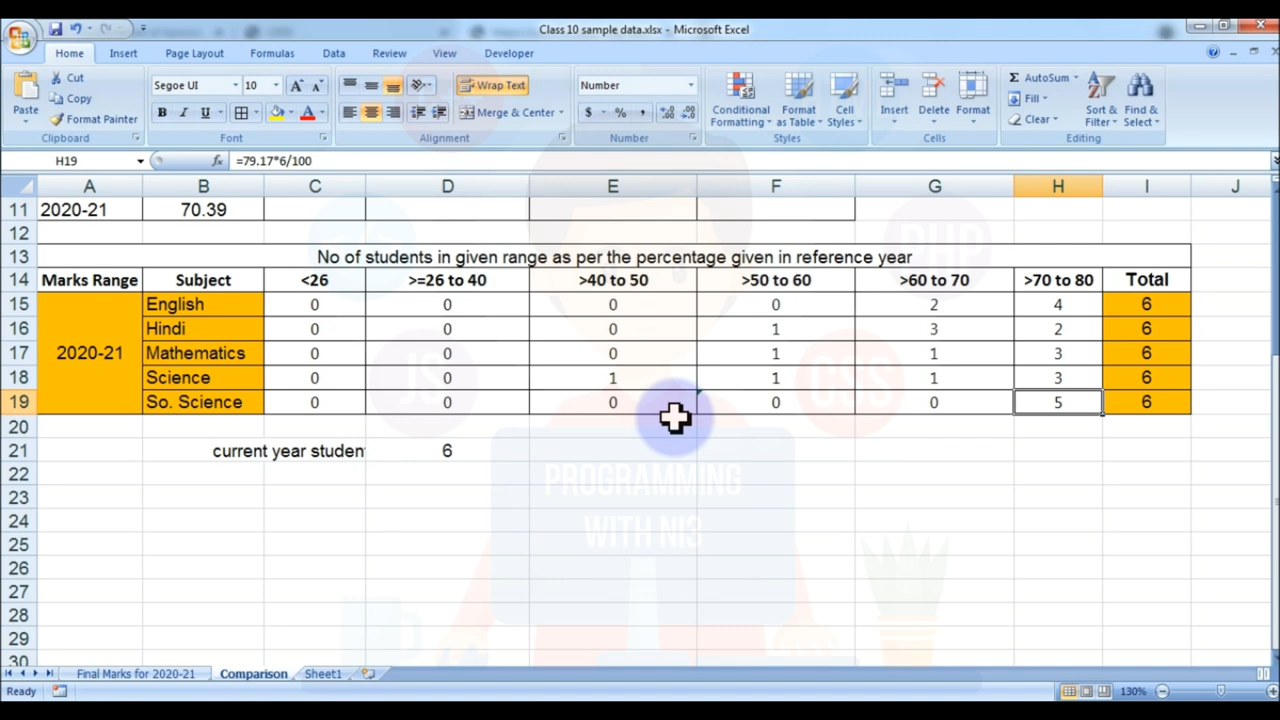 Class 10 sample data.xlsx - Microsoft Excel
Home Insert Page Layout Formulas Data Review View Developer
Paste Cut Copy Format Painter Clipboard
Segoe UI 10 A A B I U A Font
Wrap Text Merge & Center Alignment
Number $ % , Number
Conditional Formatting Format as Table Cell Styles Styles
Insert Delete Format Cells
Σ AutoSum Fill Clear Sort & Filter Find & Select Editing
H19 fx =79.17*6/100
A B C D E F G H I J
11 2020-21 70.39
12
13 No of students in given range as per the percentage given in reference year
14 Marks Range Subject <26 >=26 to 40 >40 to 50 >50 to 60 >60 to 70 >70 to 80 Total
15 English 0 0 0 0 2 4 6
16 Hindi 0 0 0 1 3 2 6
17 2020-21 Mathematics 0 0 0 1 1 3 6
18 Science 0 0 1 1 1 3 6
19 So. Science 0 0 0 0 0 5 6
20
21 current year studen 6
22
23
24
25
26
27
28
29
30
PHP
JS
CSS
PROGRAMMING
WITH NI3
Final Marks for 2020-21 Comparison Sheet1
Ready 130%